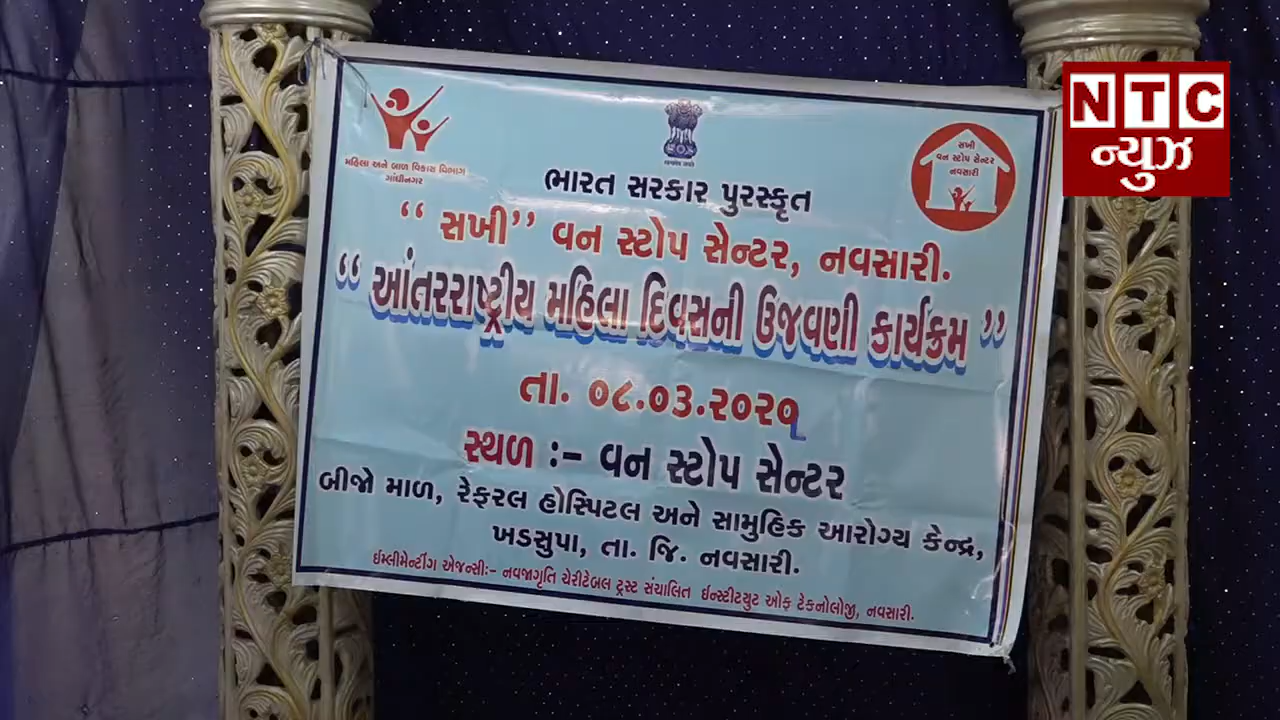 NTC
ન્યુઝ
મહિલા અને બાળ વિકાસ વિભાગ
ગાંધીનગર
સખી
વન સ્ટોપ સેન્ટર
નવસારી
ભારત સરકાર પુરસ્કૃત
“ સખી” વન સ્ટોપ સેન્ટર, નવસારી.
“ આંતરરાષ્ટ્રીય મહિલા દિવસની ઉજવણી કાર્યક્રમ ”
તા. ૦૮.૦૩.૨૦૨૧
સ્થળ :– વન સ્ટોપ સેન્ટર
બીજો માળ, રેફરલ હોસ્પિટલ અને સામુહિક આરોગ્ય કેન્દ્ર,
ખડસુપા, તા. જિ. નવસારી.
ઈમ્લીમેન્ટીંગ એજન્સી:– નવજાગૃતિ ચેરીટેબલ ટ્રસ્ટ સંચાલિત ઇન્સ્ટીટયુટ ઓફ ટેકનોલોજી, નવસારી.